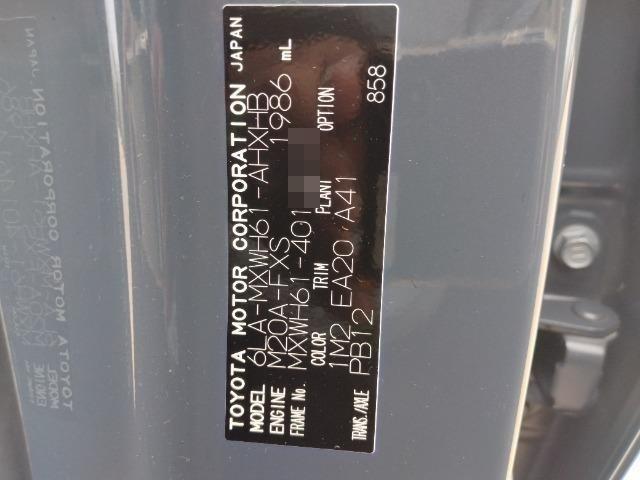 TOYOTA MOTOR CORPORATION JAPAN
MODEL 6LA-MXWH61-AHXHB
ENGINE M20A-FXS 1986 mL
FRAME No. MXWH61-401
COLOR TRIM PLANT OPTION
1M2 EA20 A41
TRANS./AXLE PB12 858